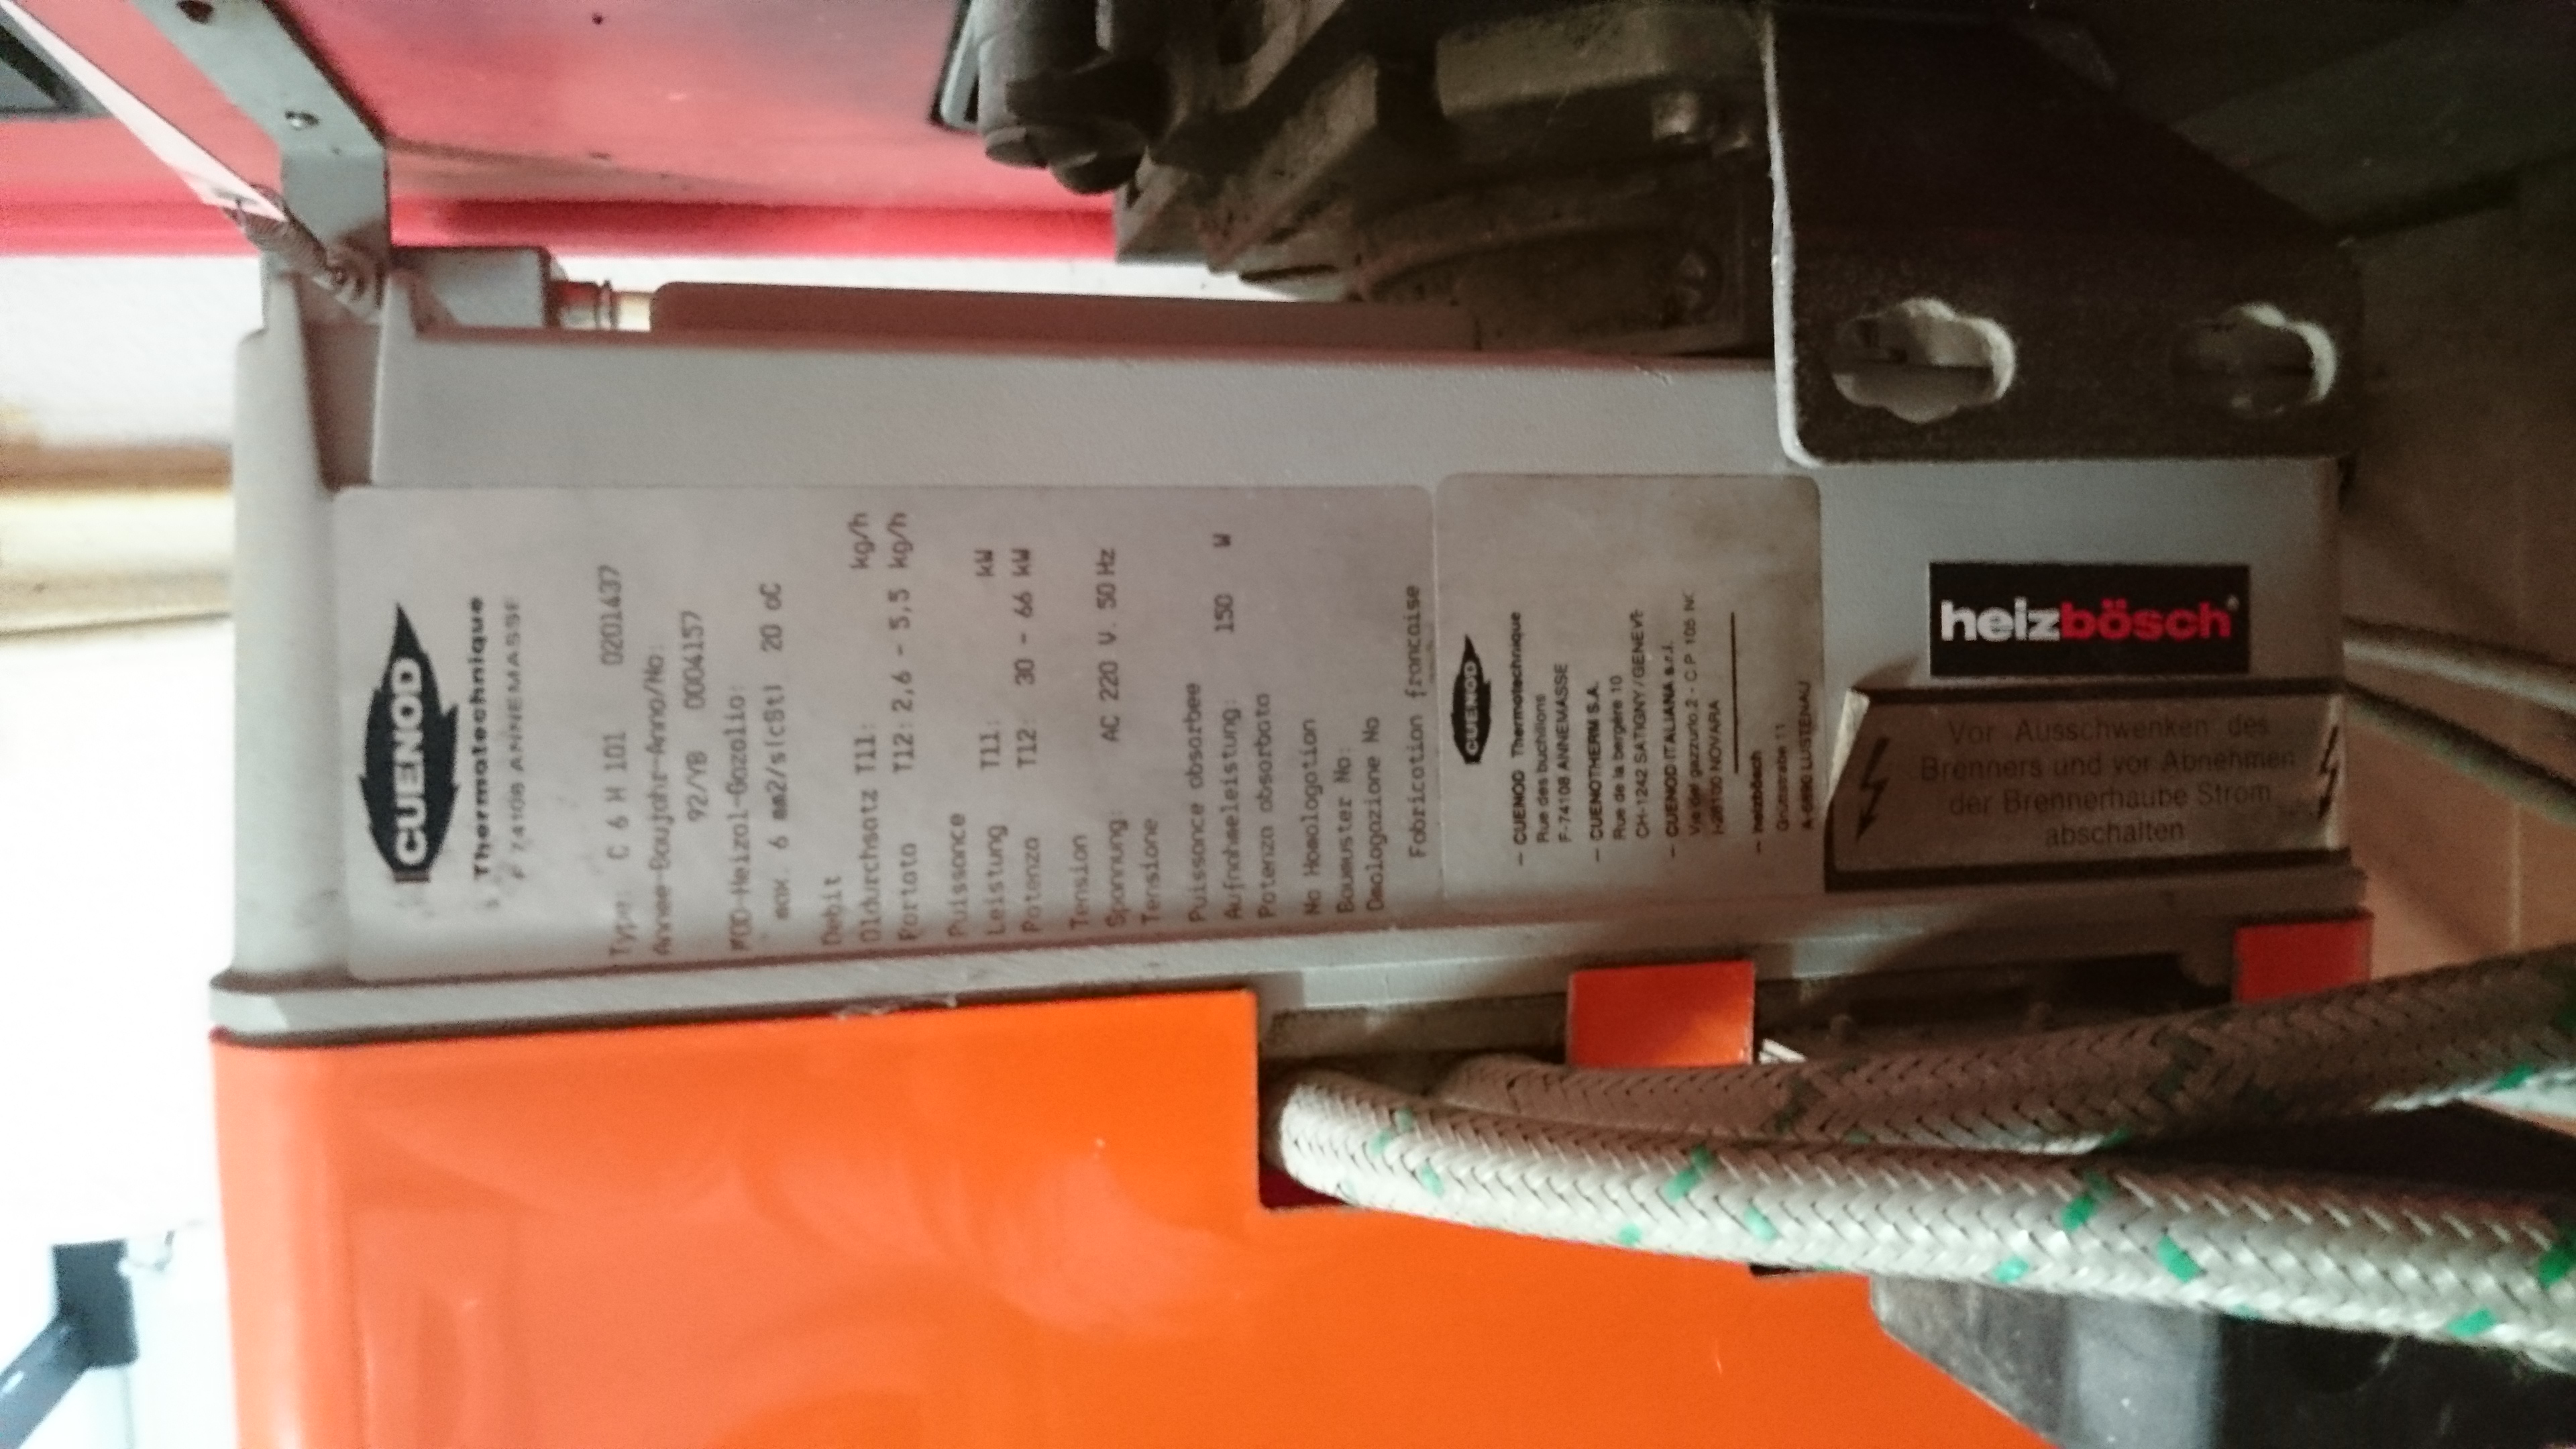 CUENOD
Thermotechnique
F 74108 ANNEMASSE
Type: C 6 H 101 0201437
Annee-Baujahr-Anno/No:
92/YB 0004157
FOD-Heizol-Gazolio:
max. 6 mm2/s(cSt) 20 oC
Debit
Oldurchsatz T11: kg/h
Portata T12: 2,6 - 5,5 kg/h
Puissance
Leistung T11: kW
Potenza T12: 30 - 66 kW
Tension
Spannung: AC 220 V. 50 Hz
Tensione
Puissance absorbee
Aufnahmeleistung: 150 W
Potenza absorbata
No Homologation
Baumuster No:
Omologazione No
Fabrication francaise
CUENOD
— CUENOD Thermotechnique
Rue des buchillons
F-74108 ANNEMASSE
— CUENOTHERM S.A.
Rue de la bergère 10
CH-1242 SATIGNY/GENEVE
— CUENOD ITALIANA s.r.l.
Via del gazzurlo 2 - C.P. 105 NO
I-28100 NOVARA
— heizbösch
Grüttstrabe 11
A-6890 LUSTENAU
Vor Ausschwenken des
Brenners und vor Abnehmen
der Brennerhaube Strom
abschalten
heizbösch®